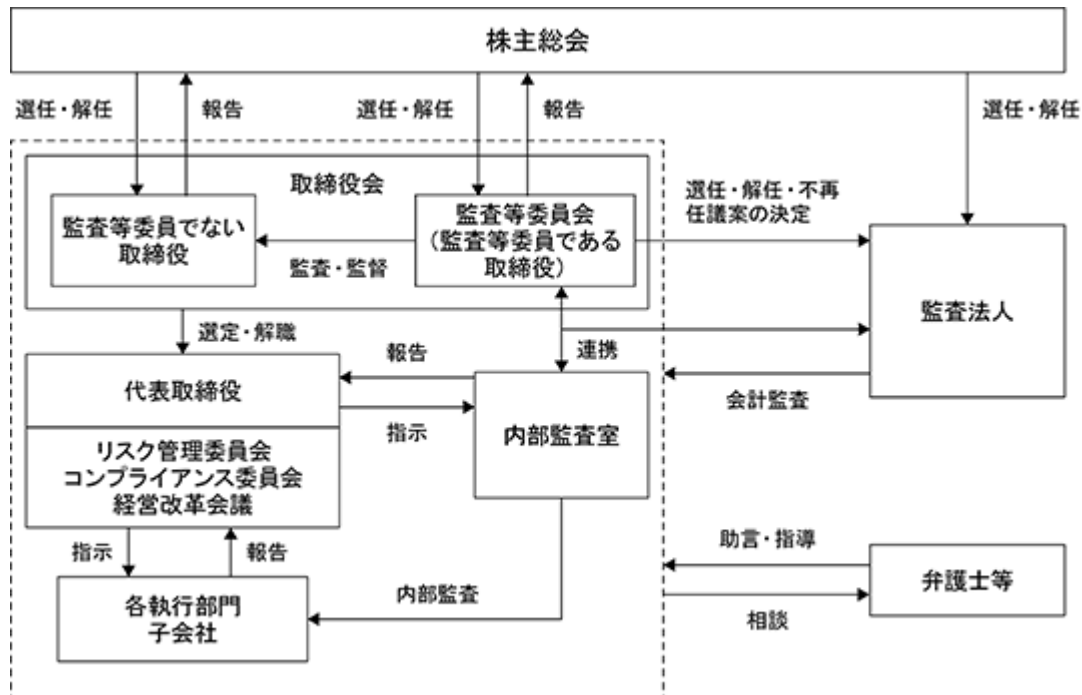 株主総会
選任・解任
報告
選任・解任
報告
選任・解任
取締役会
監査等委員でない
取締役
監査等委員会
（監査等委員である
取締役）
監査・監督
選任・解任・不再
任議案の決定
監査法人
選定・解職
報告
連携
代表取締役
指示
内部監査室
会計監査
リスク管理委員会
コンプライアンス委員会
経営改革会議
指示
報告
内部監査
各執行部門
子会社
助言・指導
弁護士等
相談